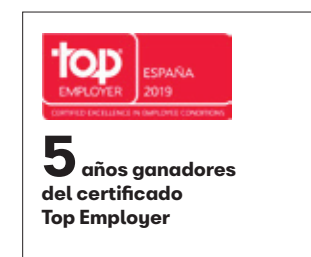 top
EMPLOYER
ESPAÑA
2019
CERTIFIED EXCELLENCE IN EMPLOYEE CONDITIONS
5 años ganadores
del certificado
Top Employer